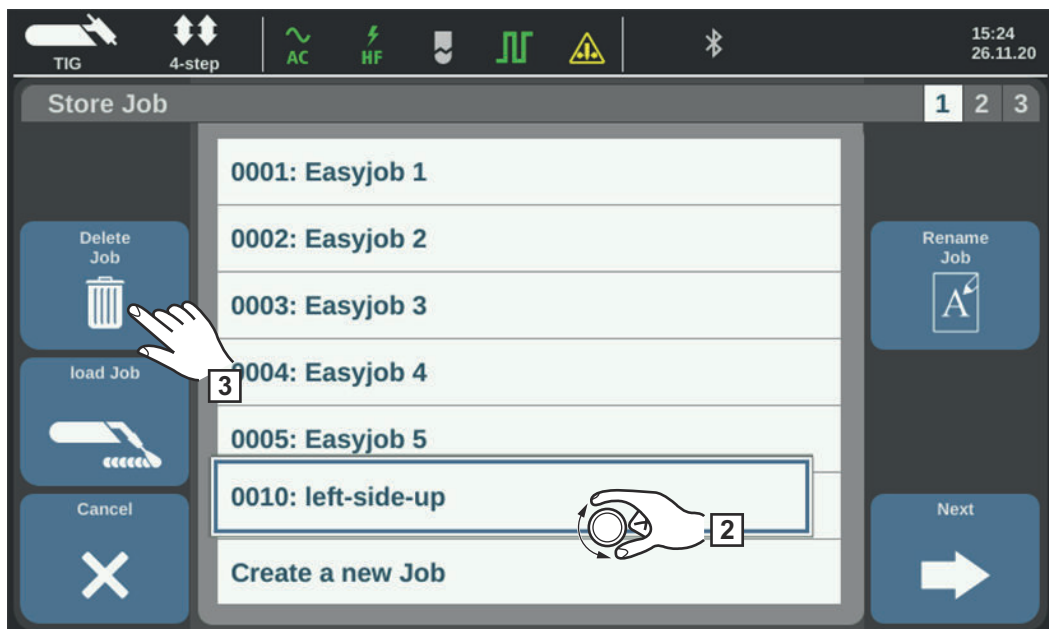 TIG
4-step
AC
HF
15:24
26.11.20
Store Job
1 2 3
0001: Easyjob 1
0002: Easyjob 2
0003: Easyjob 3
0004: Easyjob 4
0005: Easyjob 5
0010: left-side-up
Create a new Job
Delete
Job
3
load Job
Cancel
Rename
Job
A
2
Next